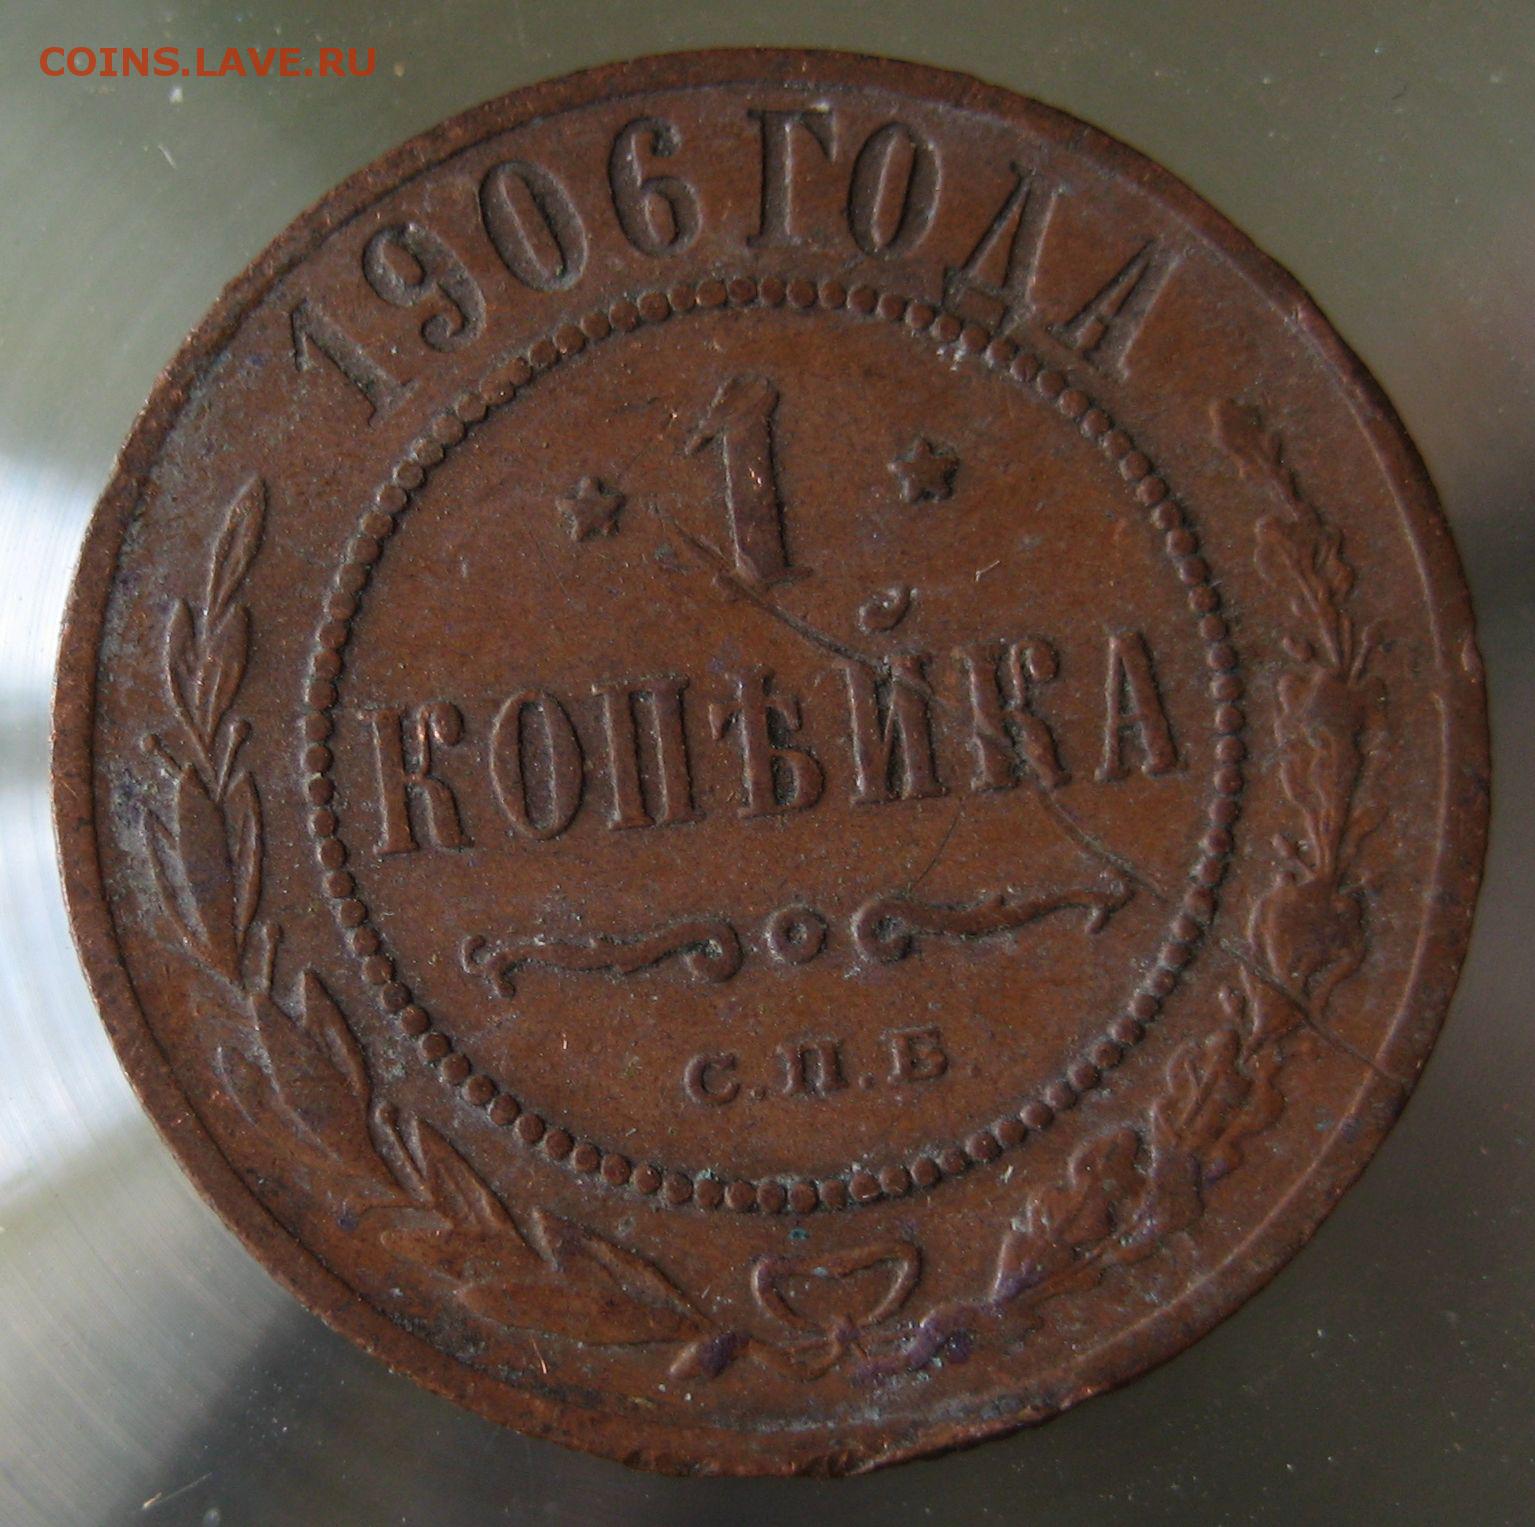 COINS.LAVE.RU
1906 ГОДА
1
КОПѢЙКА
С.П.Б.